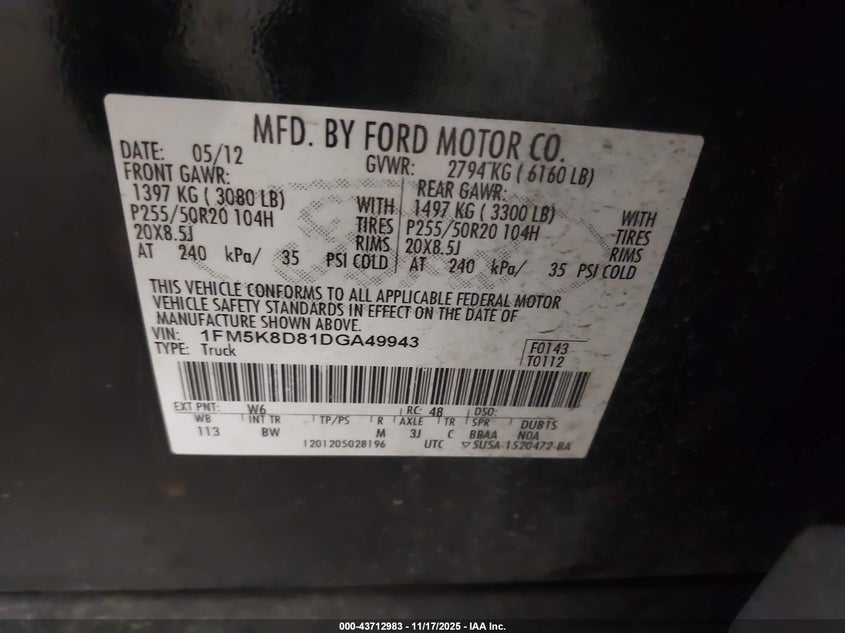 MFD. BY FORD MOTOR CO.
DATE: 05/12 GVWR: 2794 KG ( 6160 LB)
FRONT GAWR: REAR GAWR:
1397 KG ( 3080 LB) WITH 1497 KG ( 3300 LB) WITH
P255/50R20 104H TIRES P255/50R20 104H TIRES
20X8.5J RIMS 20X8.5J RIMS
AT 240 kPa/ 35 PSI COLD AT 240 kPa/ 35 PSI COLD
THIS VEHICLE CONFORMS TO ALL APPLICABLE FEDERAL MOTOR
VEHICLE SAFETY STANDARDS IN EFFECT ON THE DATE OF
MANUFACTURE SHOWN ABOVE.
VIN: 1FM5K8D81DGA49943
TYPE: Truck
F0143
T0112
EXT PNT: W6 RC: 48 DSO:
WB INT TR TP/PS R AXLE TR SPR DUBTS
113 BW M 3J C BBAA NOA
1201205028196 UTC 5U5A-1520472-BA
000-43712983 | 11/17/2025 - IAA Inc.